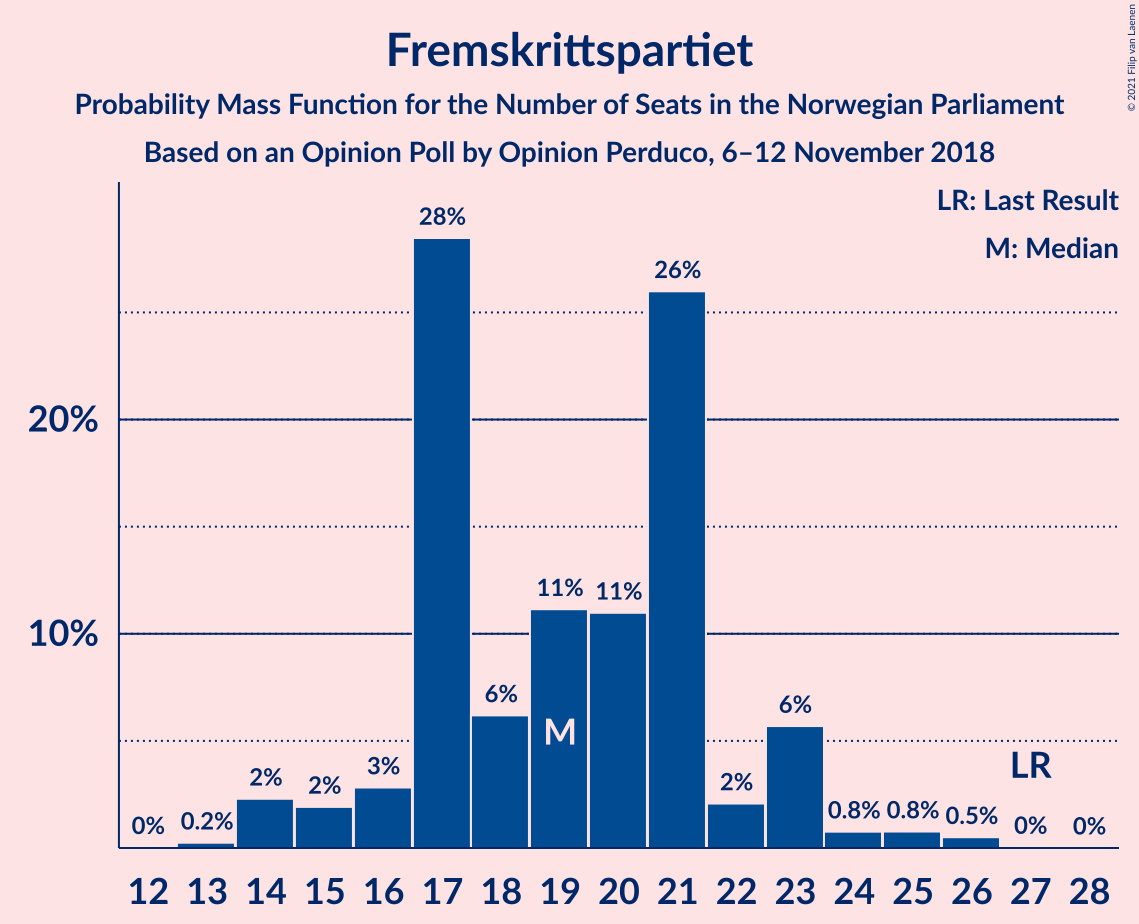 Fremskrittspartiet
Probability Mass Function for the Number of Seats in the Norwegian Parliament
Based on an Opinion Poll by Opinion Perduco, 6–12 November 2018
© 2021 Filip van Laenen
LR: Last Result
M: Median
20%
10%
0% 0.2% 2% 2% 3% 28% 6% 11% 11% 26% 2% 6% 0.8% 0.8% 0.5% 0% 0%
M
LR
12 13 14 15 16 17 18 19 20 21 22 23 24 25 26 27 28